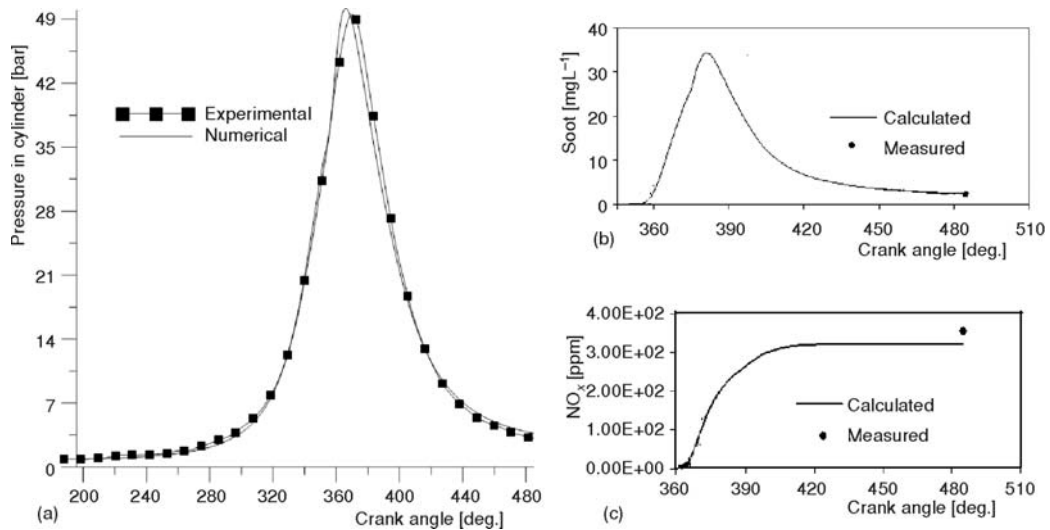 Pressure in cylinder [bar]
49
42
35
28
21
14
7
0
Experimental
Numerical
200
240
280
320
360
400
440
480
Crank angle [deg.]
(a)
Soot [mgL⁻¹]
40
30
20
10
0
Calculated
Measured
360
390
420
450
480
510
Crank angle [deg.]
(b)
NOₓ [ppm]
4.00E+02
3.00E+02
2.00E+02
1.00E+02
0.00E+00
Calculated
Measured
360
390
420
450
480
510
Crank angle [deg.]
(c)